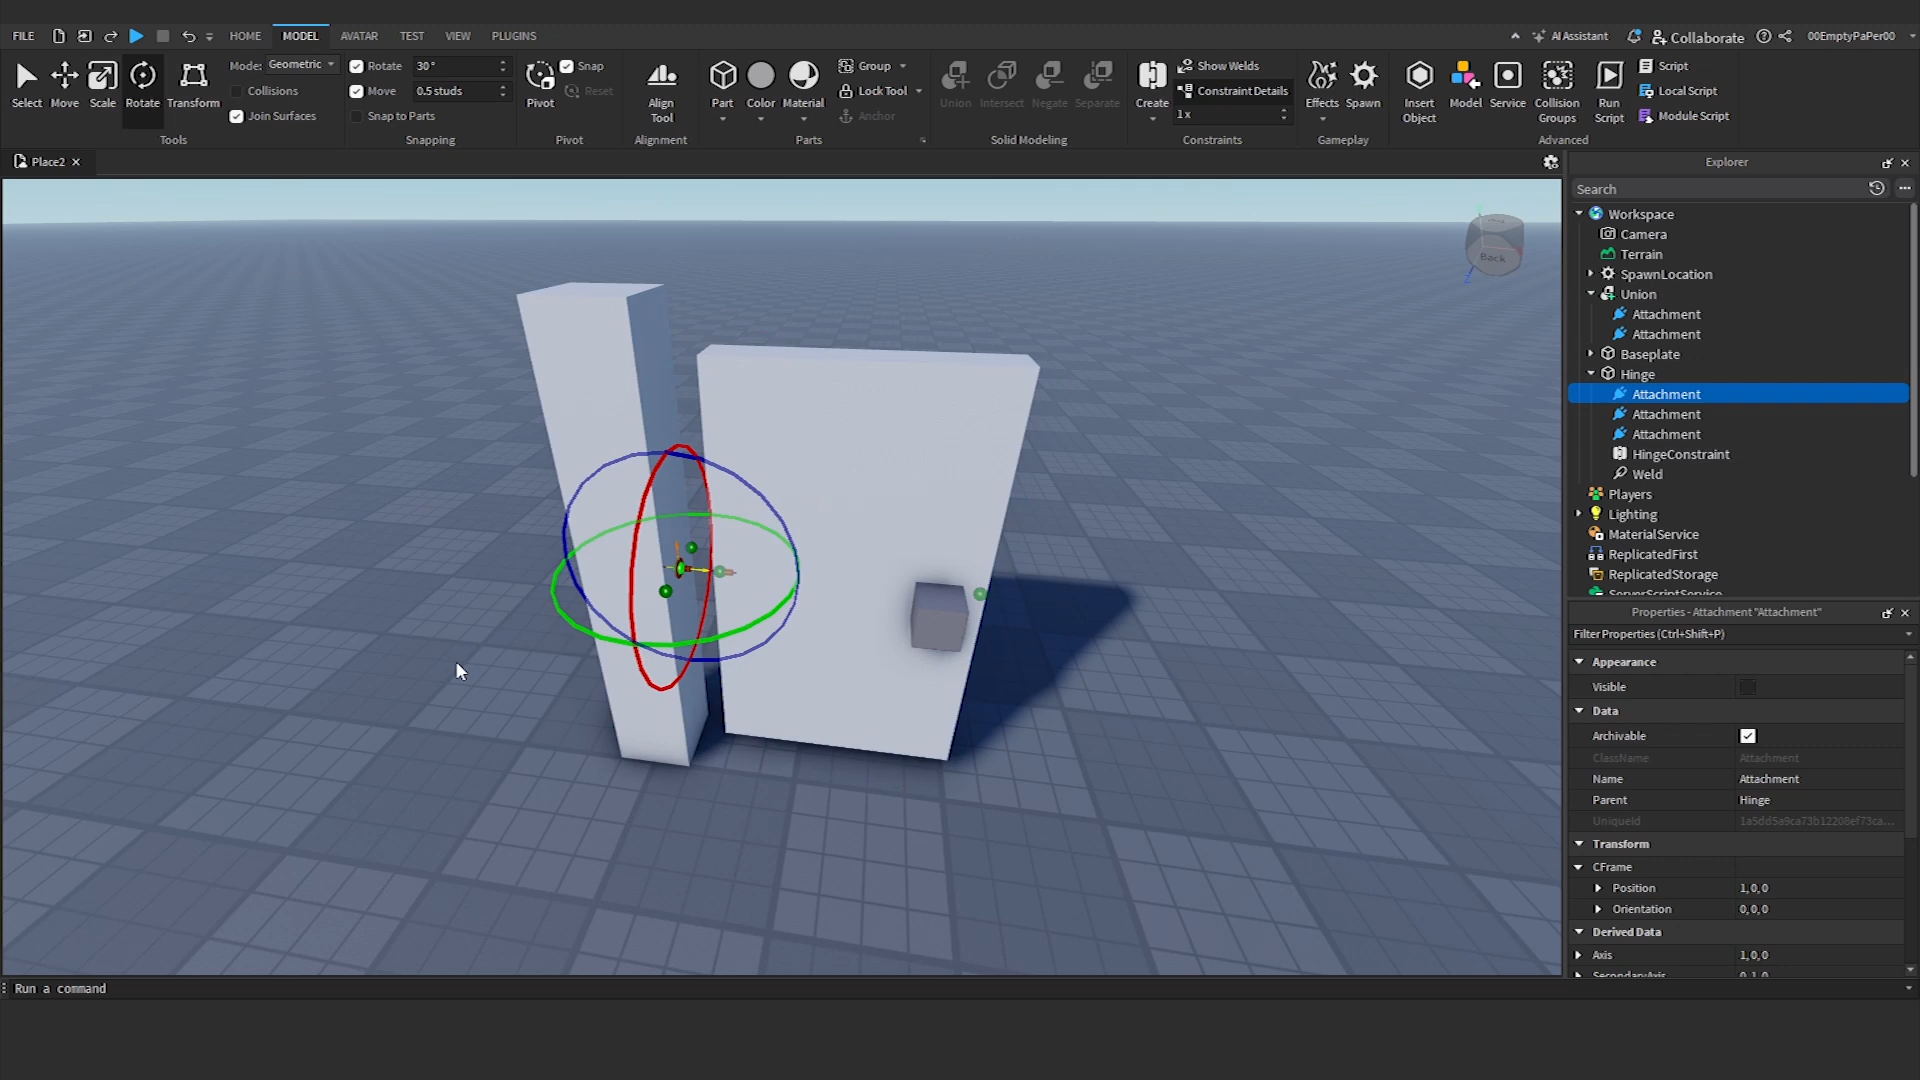 FILE HOME MODEL AVATAR TEST VIEW PLUGINS AI Assistant Collaborate 00EmptyPaPer00
Select Move Scale Rotate Transform
Mode: Geometric
Collisions
Join Surfaces
Tools
Rotate 30°
Move 0.5 studs
Snap to Parts
Snapping
Pivot
Snap
Reset
Pivot
Align Tool
Alignment
Part Color Material
Group
Lock Tool
Anchor
Parts
Union Intersect Negate Separate
Solid Modeling
Create
Show Welds
Constraint Details
1x
Constraints
Effects Spawn
Gameplay
Insert Object
Model
Service
Collision Groups
Run Script
Script
Local Script
Module Script
Advanced
Place2
Back
Explorer
Search
Workspace
Camera
Terrain
SpawnLocation
Union
Attachment
Attachment
Baseplate
Hinge
Attachment
Attachment
Attachment
HingeConstraint
Weld
Players
Lighting
MaterialService
ReplicatedFirst
ReplicatedStorage
ServerScriptService
Properties - Attachment "Attachment"
Filter Properties (Ctrl+Shift+P)
Appearance
Visible
Data
Archivable
ClassName Attachment
Name Attachment
Parent Hinge
UniqueId 1a5dd5a9ca73b12208ef73ca...
Transform
CFrame
Position 1,0,0
Orientation 0,0,0
Derived Data
Axis 1,0,0
SecondaryAxis 0,1,0
Run a command